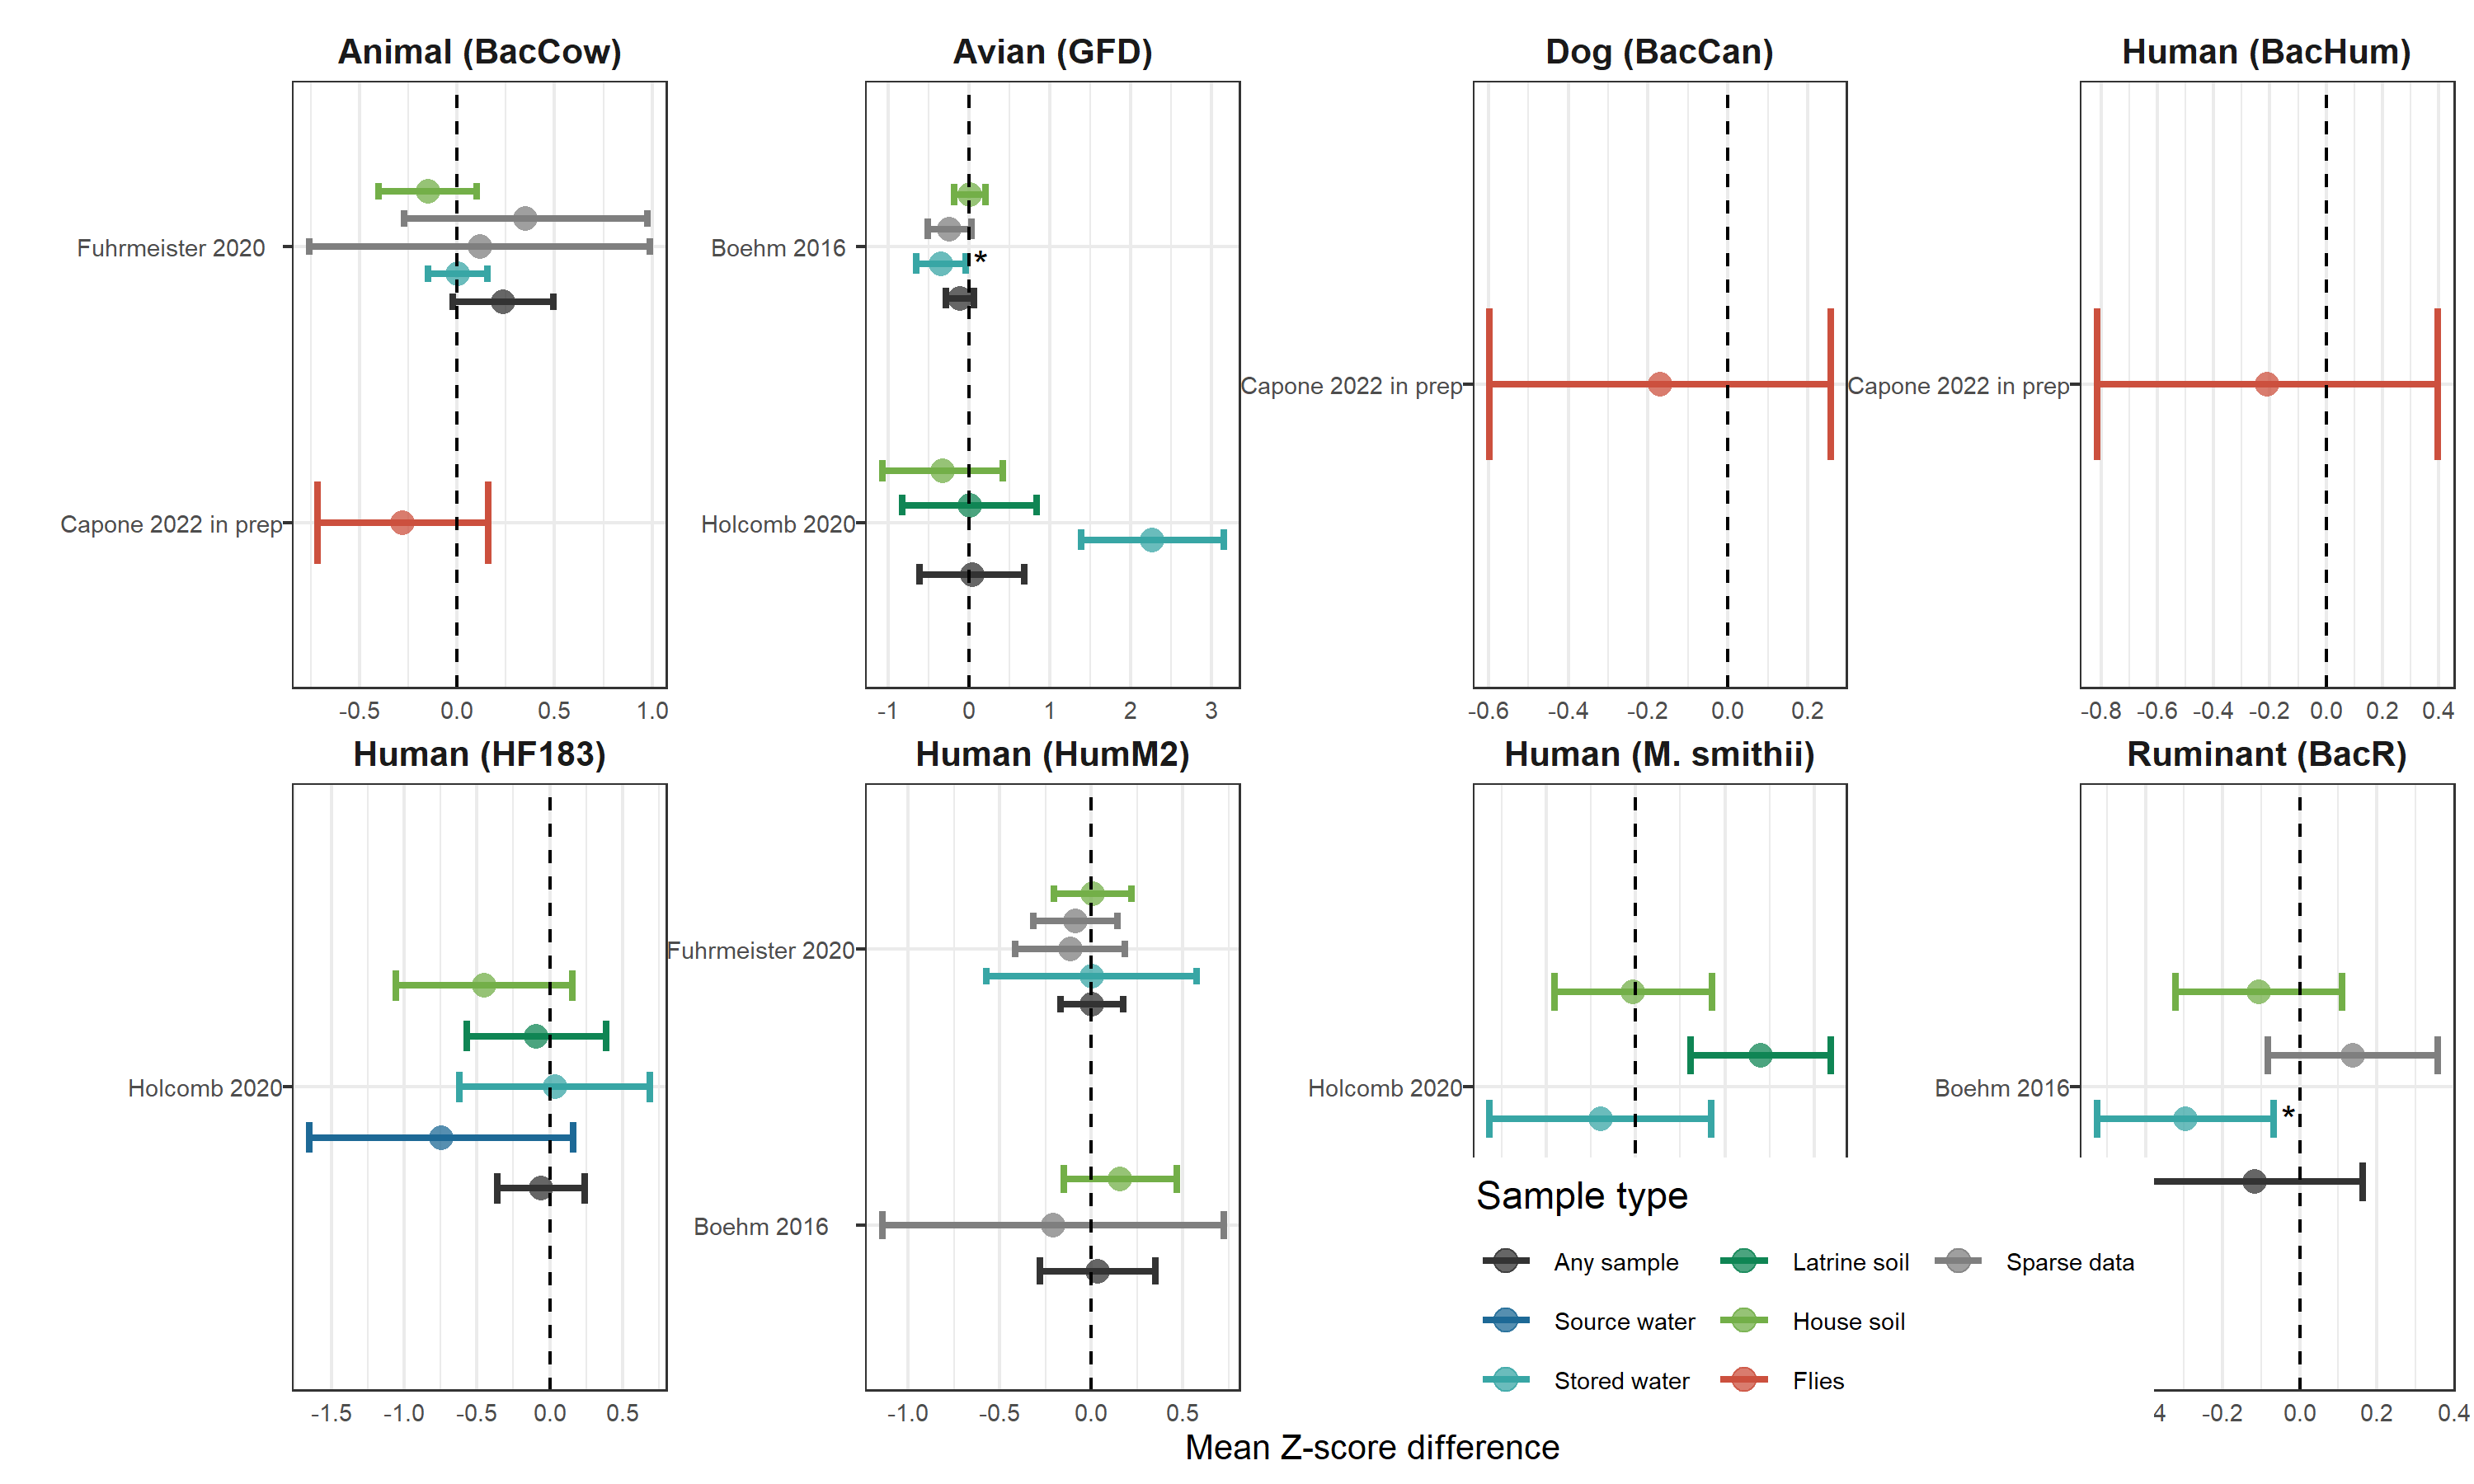 Animal (BacCow)
Avian (GFD)
Dog (BacCan)
Human (BacHum)
Fuhrmeister 2020
Capone 2022 in prep
Boehm 2016
*
Holcomb 2020
Capone 2022 in prep
Capone 2022 in prep
-0.5 0.0 0.5 1.0
-1 0 1 2 3
-0.6 -0.4 -0.2 0.0 0.2
-0.8 -0.6 -0.4 -0.2 0.0 0.2 0.4
Human (HF183)
Human (HumM2)
Human (M. smithii)
Ruminant (BacR)
Holcomb 2020
Fuhrmeister 2020
Boehm 2016
Holcomb 2020
Boehm 2016
*
Sample type
Any sample
Latrine soil
Sparse data
Source water
House soil
Stored water
Flies
-1.5 -1.0 -0.5 0.0 0.5
-1.0 -0.5 0.0 0.5
4 -0.2 0.0 0.2 0.4
Mean Z-score difference